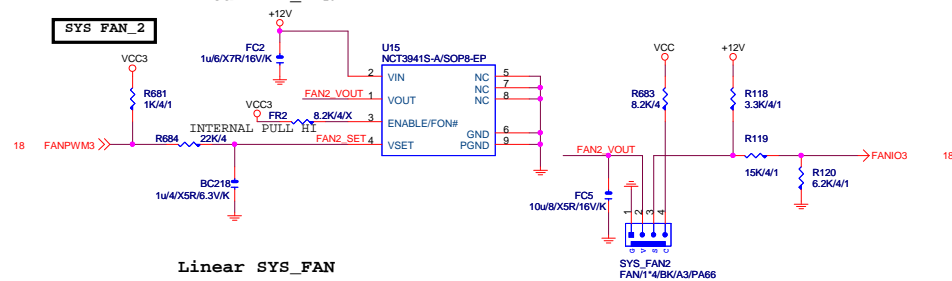 SYS FAN_2
+12V
FC2
1u/6/X7R/16V/K
U15
NCT3941S-A/SOP8-EP
VCC3
R681
1K/4/1
2 VIN
NC 5
NC 7
NC 8
FAN2_VOUT 1 VOUT
VCC3
FR2 8.2K/4/X 3 ENABLE/FON#
INTERNAL PULL HI
GND 6
PGND 9
18 FANPWM3
R684 22K/4
FAN2_SET 4 VSET
BC218
1u/4/X5R/6.3V/K
VCC
+12V
R683
8.2K/4
R118
3.3K/4/1
R119
15K/4/1
FANIO3 18
R120
6.2K/4/1
FAN2_VOUT
FC5
10u/8/X5R/16V/K
1 2 3 4
G V S C
SYS_FAN2
FAN/1*4/BK/A3/PA66
Linear SYS_FAN